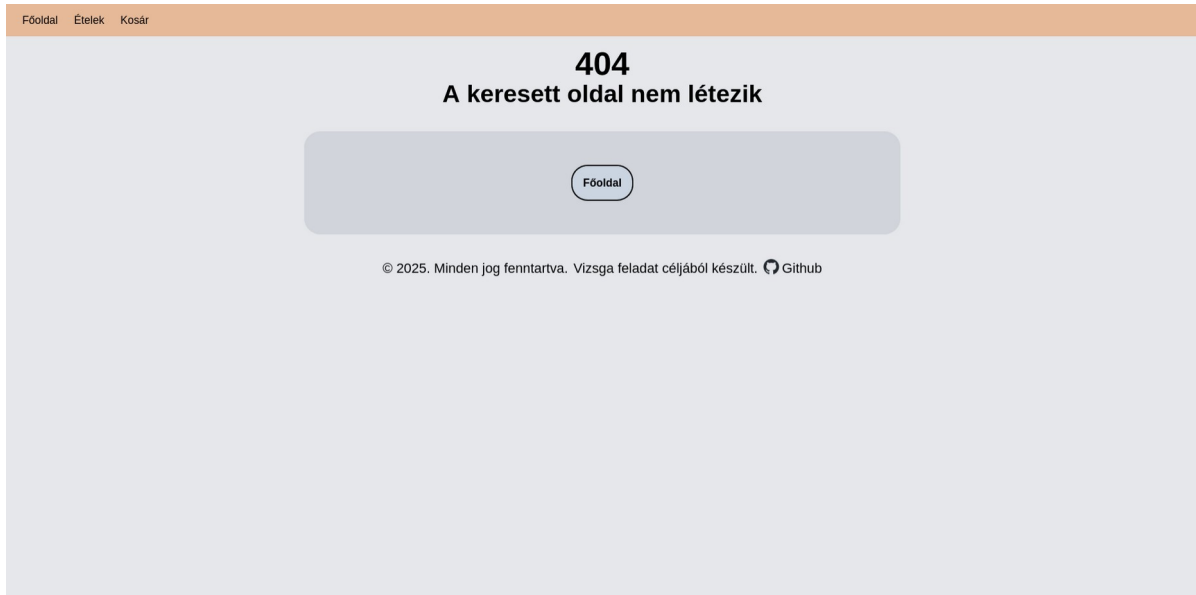 Főoldal Ételek Kosár
404
A keresett oldal nem létezik
Főoldal
© 2025. Minden jog fenntartva. Vizsga feladat céljából készült. Github